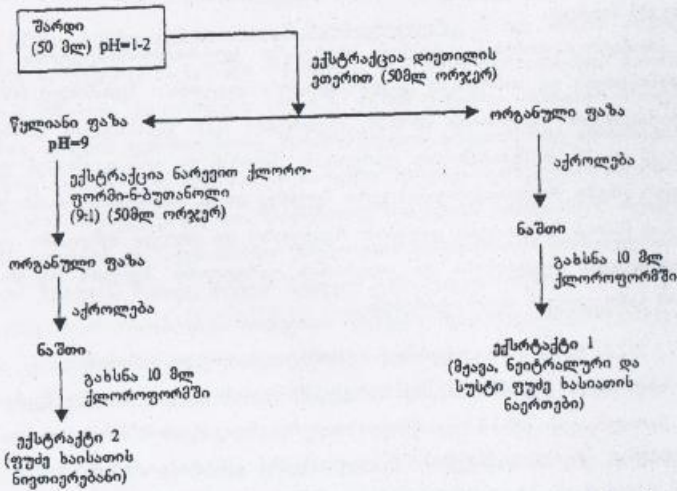 შარდი
(50 მლ) pH=1-2
ექსტრაქცია დიეთილის
ეთერით (50მლ ორჯერ)
წყლიანი ფაზა
pH=9
ორგანული ფაზა
ექსტრაქცია ნარევით ქლორო-
ფორმი-ნ-ბუთანოლი
(9:1) (50მლ ორჯერ)
აქროლება
ნაშთი
გახსნა 10 მლ
ქლოროფორმში
ორგანული ფაზა
აქროლება
ნაშთი
გახსნა 10 მლ
ქლოროფორმში
ექსრტაქტი 1
(მჟავა, ნეიტრალური და
სუსტი ფუძე ხასიათის
ნაერთები)
ექსტრაქტი 2
(ფუძე ხაისათის
ნივთიერებანი)